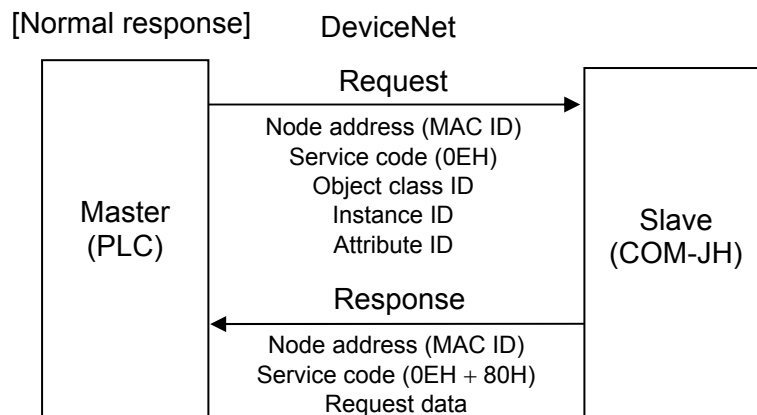 [Normal response] DeviceNet
Request
Node address (MAC ID)
Service code (0EH)
Object class ID
Instance ID
Attribute ID
Master
(PLC)
Slave
(COM-JH)
Response
Node address (MAC ID)
Service code (0EH + 80H)
Request data